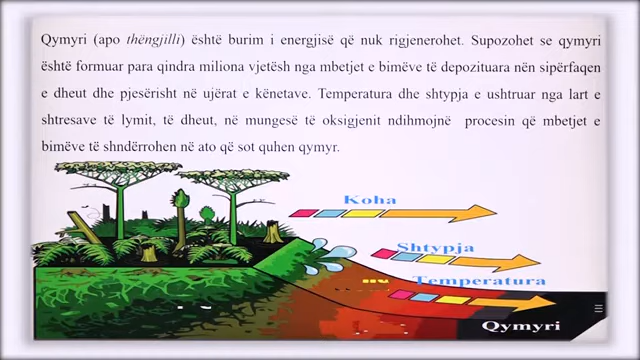 Qymyri (apo thëngjilli) është burim i energjisë që nuk rigjenerohet. Supozohet se qymyri
është formuar para qindra miliona vjetësh nga mbetjet e bimëve të depozituara nën sipërfaqen
e dheut dhe pjesërisht në ujërat e kënetave. Temperatura dhe shtypja e ushtruar nga lart e
shtresave të lymit, të dheut, në mungesë të oksigjenit ndihmojnë procesin që mbetjet e
bimëve të shndërrohen në ato që sot quhen qymyr.
Koha
Shtypja
Temperatura
Qymyri